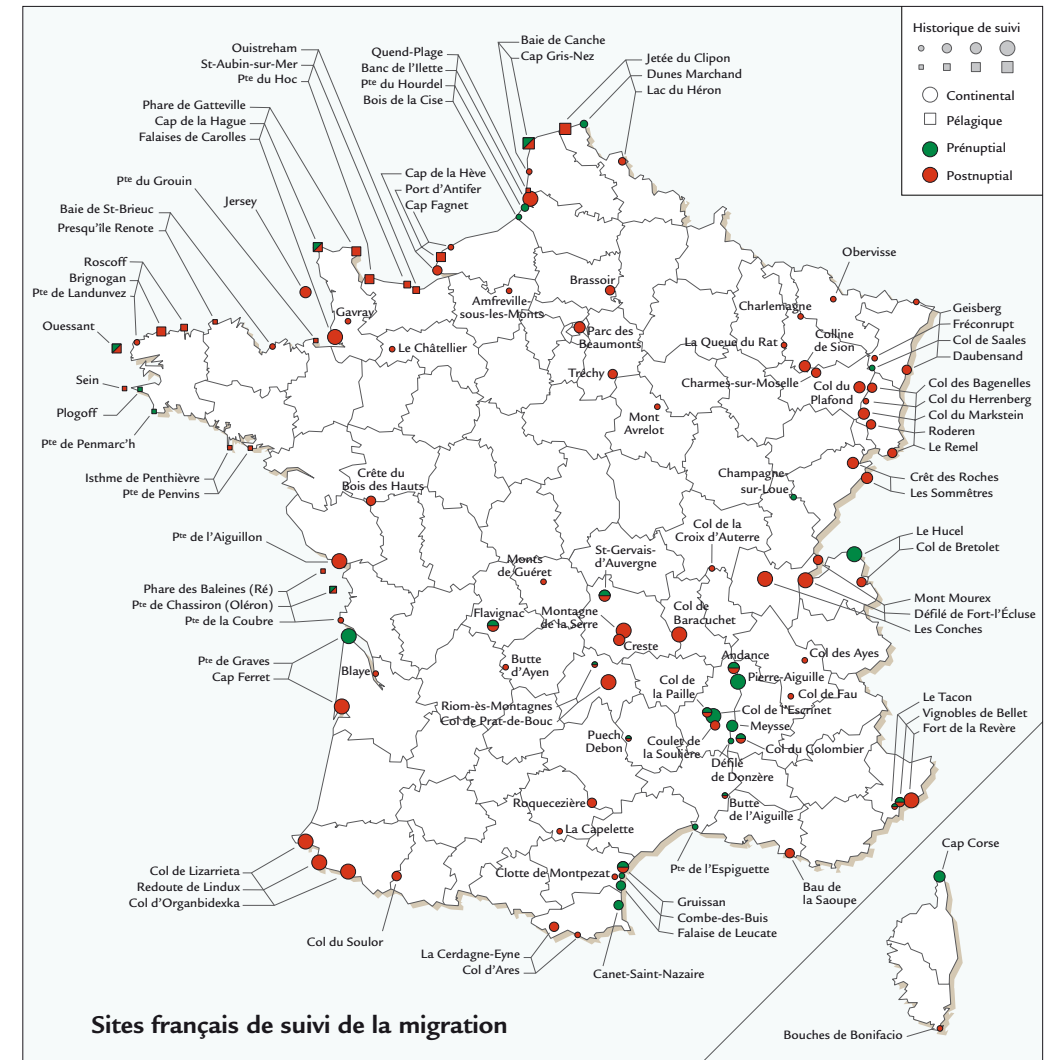 Historique de suivi
Continental
Pélagique
Prénuptial
Postnuptial
Baie de Canche
Cap Gris-Nez
Ouistreham
St-Aubin-sur-Mer
Pte du Hoc
Quend-Plage
Banc de l'Ilette
Pte du Hourdel
Bois de la Cise
Jetée du Clipon
Dunes Marchand
Lac du Héron
Phare de Gatteville
Cap de la Hague
Falaises de Carolles
Pte du Grouin
Jersey
Cap de la Hève
Port d'Antifer
Cap Fagnet
Baie de St-Brieuc
Presqu'île Renote
Roscoff
Brignogan
Pte de Landunvez
Ouessant
Sein
Plogoff
Pte de Penmarc'h
Isthme de Penthièvre
Pte de Penvins
Gavray
Le Châtellier
Amfreville-
sous-les-Monts
Brassoir
Parc des
Beaumonts
Tréchy
Mont
Avrelot
Obervisse
Charlemagne
La Queue du Rat
Colline
de Sion
Charmes-sur-Moselle
Col du
Plafond
Geisberg
Fréconrupt
Col de Saales
Daubensand
Col des Bagenelles
Col du Herrenberg
Col du Markstein
Roderen
Le Remel
Crêt des Roches
Les Sommêtres
Champagne-
sur-Loue
Crête du
Bois des Hauts
Pte de l'Aiguillon
Phare des Baleines (Ré)
Pte de Chassiron (Oléron)
Pte de la Coubre
Pte de Graves
Cap Ferret
Blaye
Monts
de Guéret
St-Gervais-
d'Auvergne
Col de la
Croix d'Auterre
Le Hucel
Col de Bretolet
Mont Mourex
Défilé de Fort-l'Écluse
Les Conches
Flavignac
Montagne
de la Serre
Creste
Col de
Baracuchet
Butte
d'Ayen
Riom-ès-Montagnes
Col de Prat-de-Bouc
Andance
Pierre-Aiguille
Col des Ayes
Col de Fau
Col de
la Paille
Col de l'Escrinet
Meysse
Coulet de
la Soulière
Col du Colombier
Défilé
de Donzère
Puech
Debon
Le Tacon
Vignobles de Bellet
Fort de la Revère
Roquecezière
La Capelette
Butte
de l'Aiguille
Clotte de Montpezat
Pte de l'Espiguette
Bau de
la Saoupe
Cap Corse
Col de Lizarrieta
Redoute de Lindux
Col d'Organbidexka
Col du Soulor
Gruissan
Combe-des-Buis
Falaise de Leucate
La Cerdagne-Eyne
Col d'Ares
Canet-Saint-Nazaire
Sites français de suivi de la migration
Bouches de Bonifacio